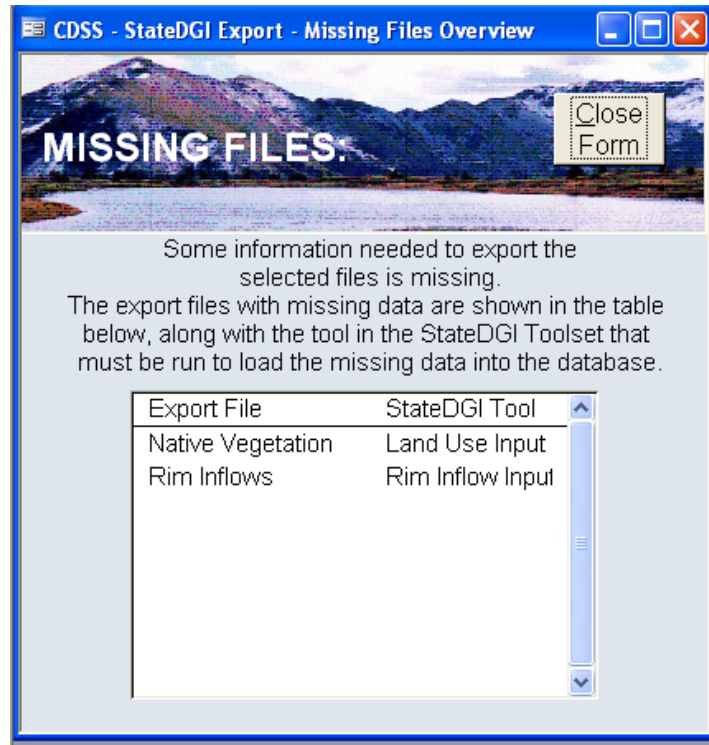 CDSS - StateDGI Export - Missing Files Overview
MISSING FILES:
Close
Form
Some information needed to export the
selected files is missing.
The export files with missing data are shown in the table
below, along with the tool in the StateDGI Toolset that
must be run to load the missing data into the database.
Export File StateDGI Tool
Native Vegetation Land Use Input
Rim Inflows Rim Inflow Input